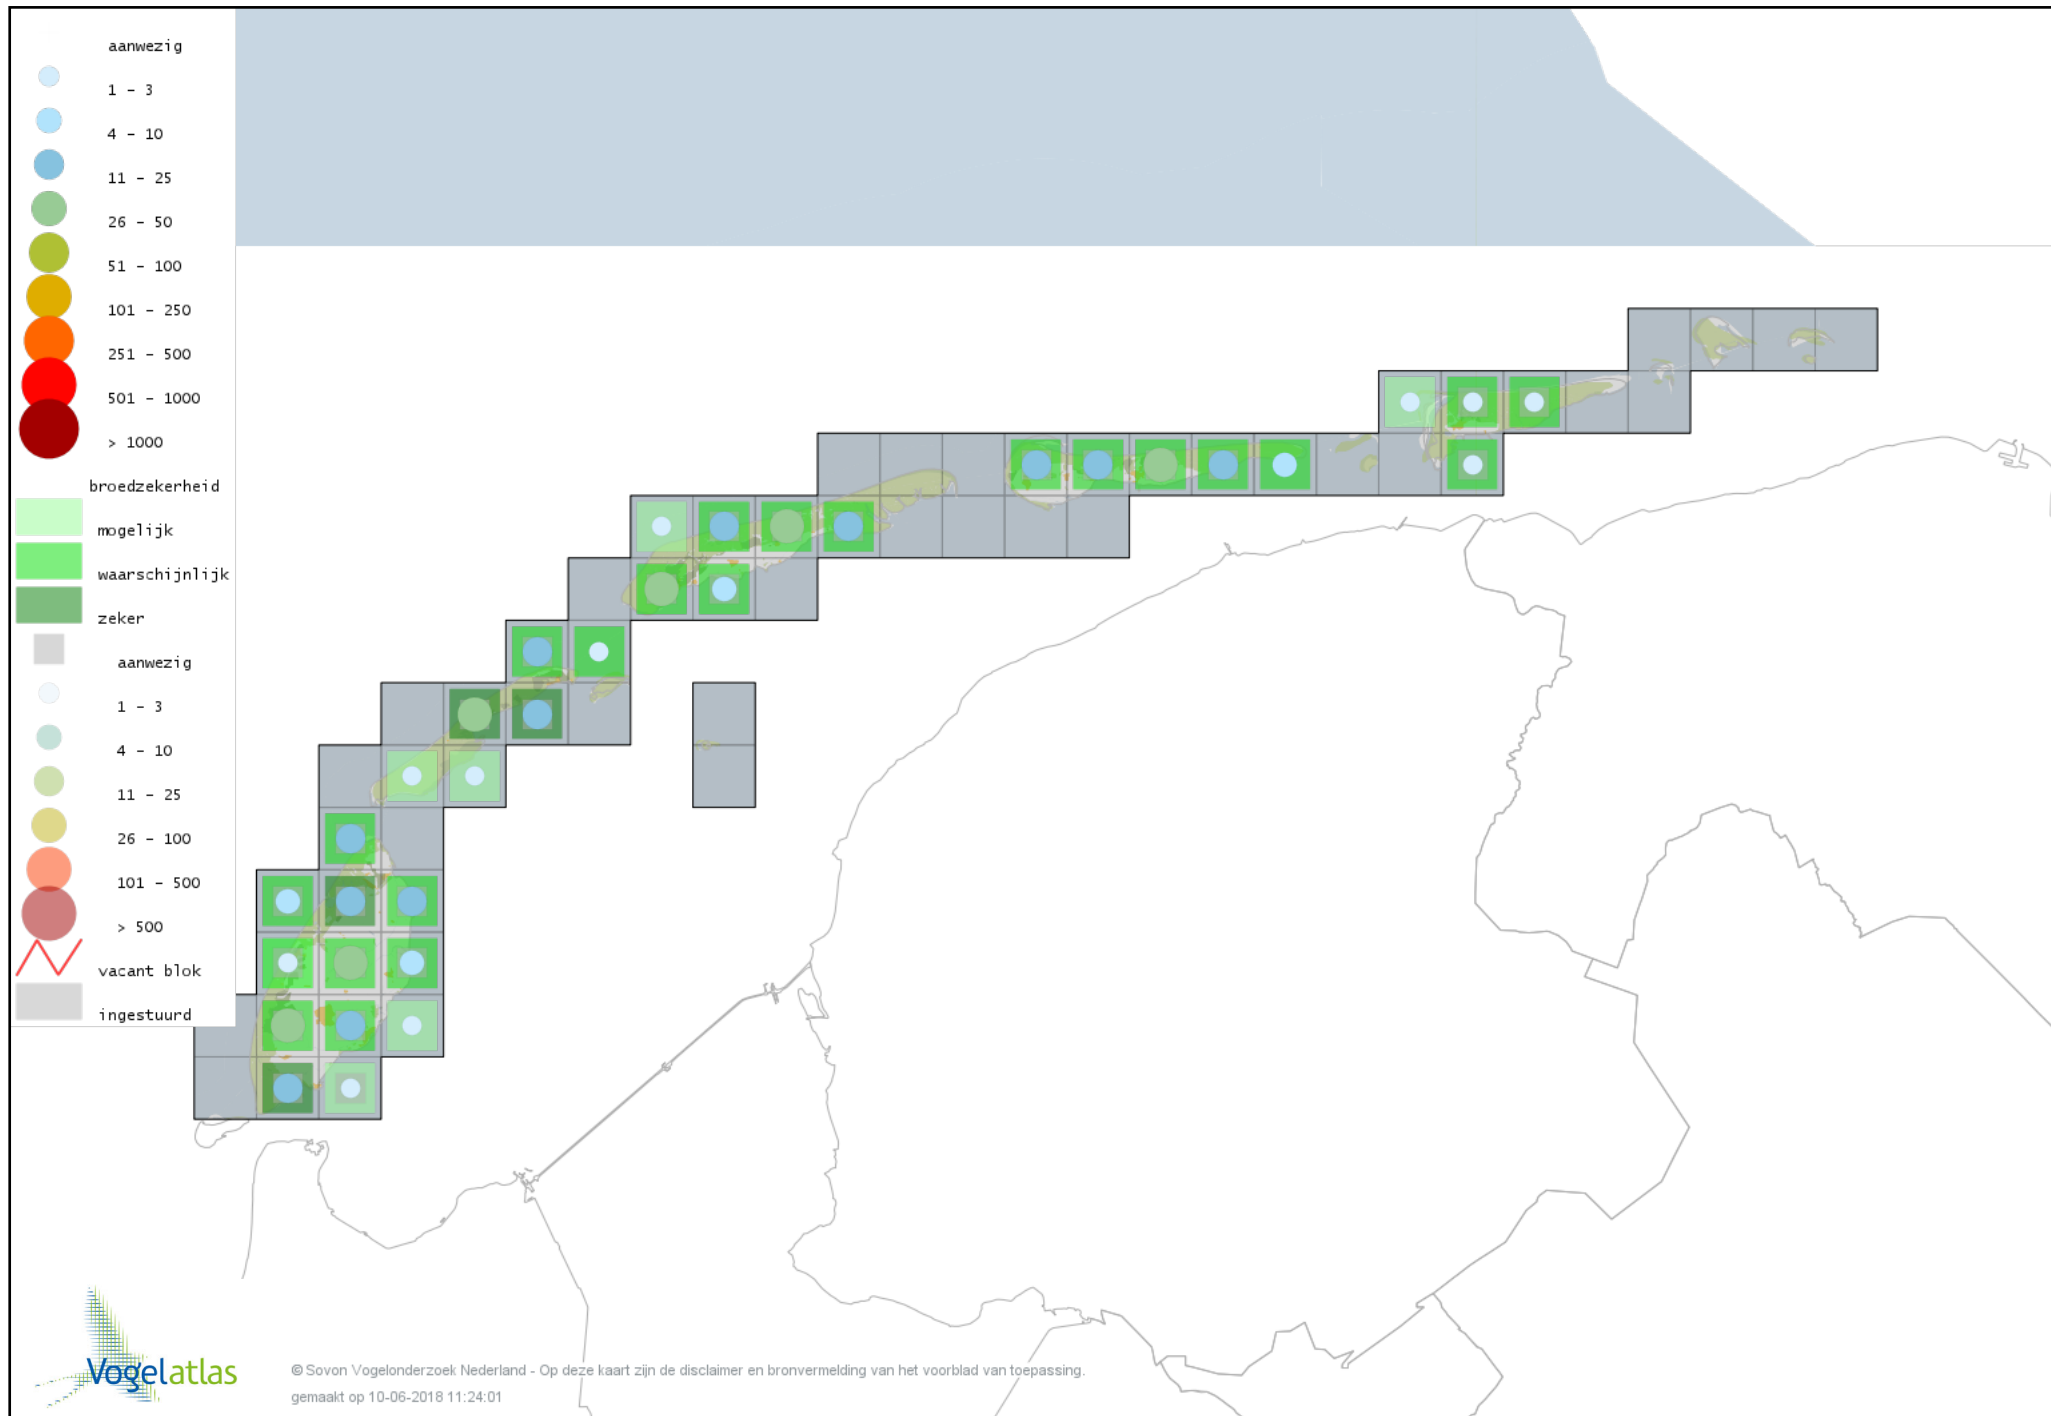 aanwezig
1 - 3
4 - 10
11 - 25
26 - 50
51 - 100
101 - 250
251 - 500
501 - 1000
> 1000
broedzekerheid
mogelijk
waarschijnlijk
zeker
aanwezig
1 - 3
4 - 10
11 - 25
26 - 100
101 - 500
> 500
vacant blok
ingestuurd
Vogelatlas
© Sovon Vogelonderzoek Nederland - Op deze kaart zijn de disclaimer en bronvermelding van het voorblad van toepassing.
gemaakt op 10-06-2018 11:24:01